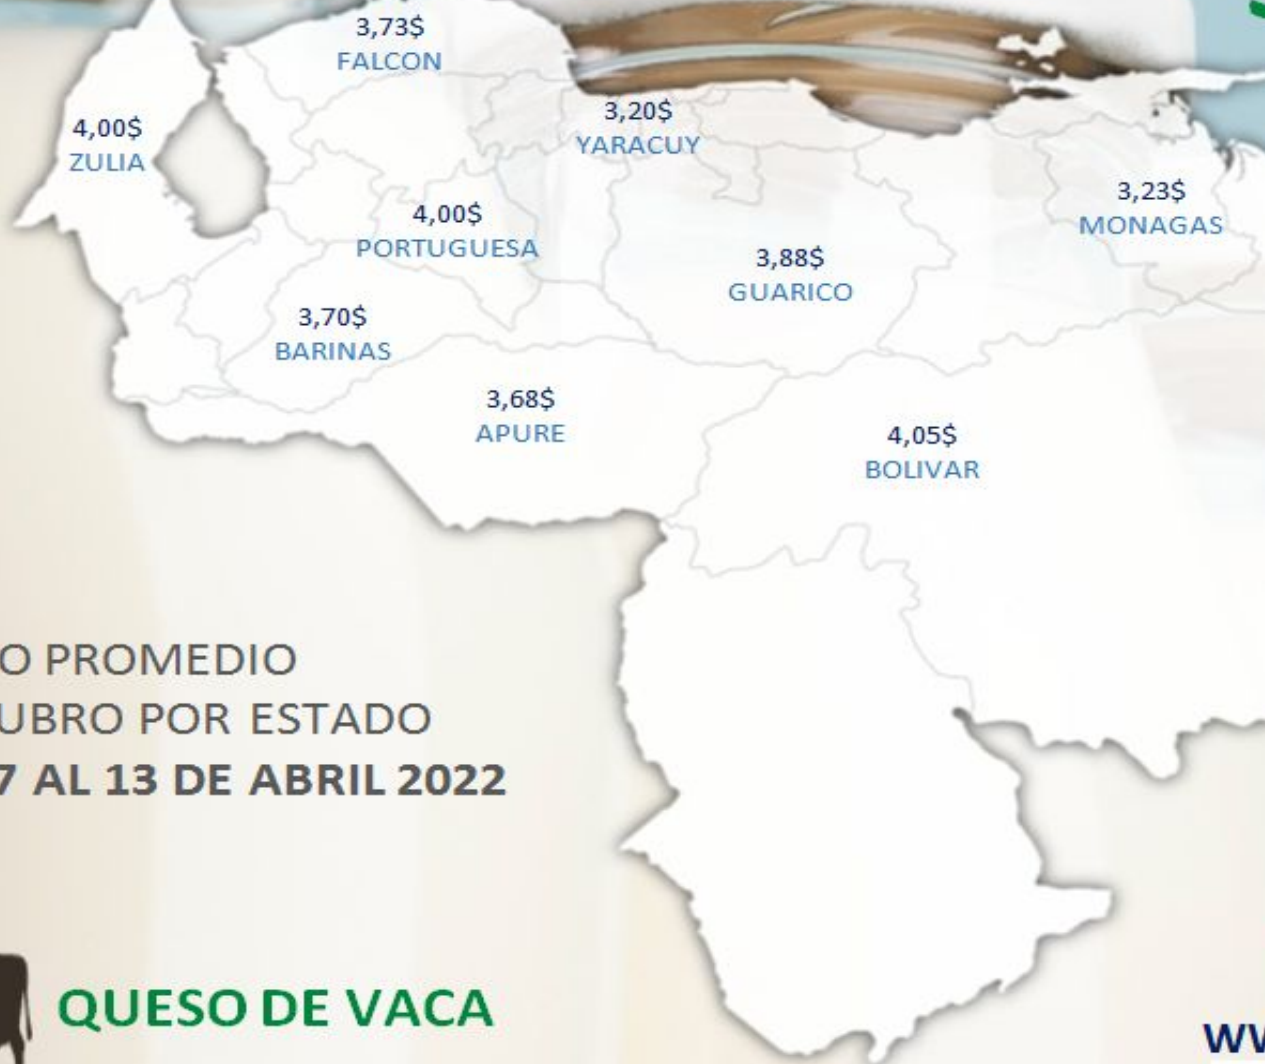 3,73$
FALCON
4,00$
ZULIA
3,20$
YARACUY
4,00$
PORTUGUESA
3,23$
MONAGAS
3,88$
GUARICO
3,70$
BARINAS
3,68$
APURE
4,05$
BOLIVAR
O PROMEDIO
UBRO POR ESTADO
7 AL 13 DE ABRIL 2022
QUESO DE VACA